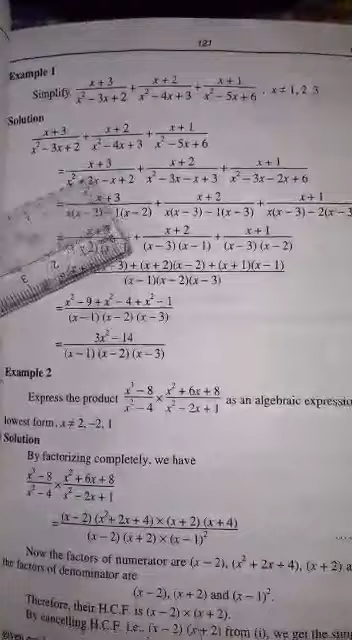 121
Example 1
Simplify (x + 3)/(x² − 3x + 2) + (x + 2)/(x² − 4x + 3) + (x + 1)/(x² − 5x + 6) , x ≠ 1, 2 3
Solution
(x + 3)/(x² − 3x + 2) + (x + 2)/(x² − 4x + 3) + (x + 1)/(x² − 5x + 6)
= (x + 3)/(x² − 2x − x + 2) + (x + 2)/(x² − 3x − x + 3) + (x + 1)/(x² − 3x − 2x + 6)
= (x + 3)/(x(x − 2) − 1(x − 2)) + (x + 2)/(x(x − 3) − 1(x − 3)) + (x + 1)/(x(x − 3) − 2(x − 3
+ (x + 2)/((x − 3) (x − 1)) + (x + 1)/((x − 3) (x − 2))
3) + (x + 2)(x − 2) + (x + 1)(x − 1)/((x − 1)(x − 2)(x − 3))
= (x² − 9 + x² − 4 + x² − 1)/((x − 1) (x − 2) (x − 3))
= (3x² − 14)/((x − 1) (x − 2) (x − 3))
Example 2
Express the product (x³ − 8)/(x² − 4) × (x² + 6x + 8)/(x² − 2x + 1) as an algebraic expressio
lowest form, x ≠ 2, −2, 1
Solution
By factorizing completely, we have
(x³ − 8)/(x² − 4) × (x² + 6x + 8)/(x² − 2x + 1)
= ((x − 2) (x² + 2x + 4) × (x + 2) (x + 4))/((x − 2) (x + 2) × (x − 1)²)
Now the factors of numerator are (x − 2), (x² + 2x + 4), (x + 2) a
the factors of denominator are
(x − 2), (x + 2) and (x − 1)².
Therefore, their H.C.F. is (x − 2) × (x + 2).
By cancelling H.C.F. i.e., (x − 2) (x + 2) from (i), we get the sim